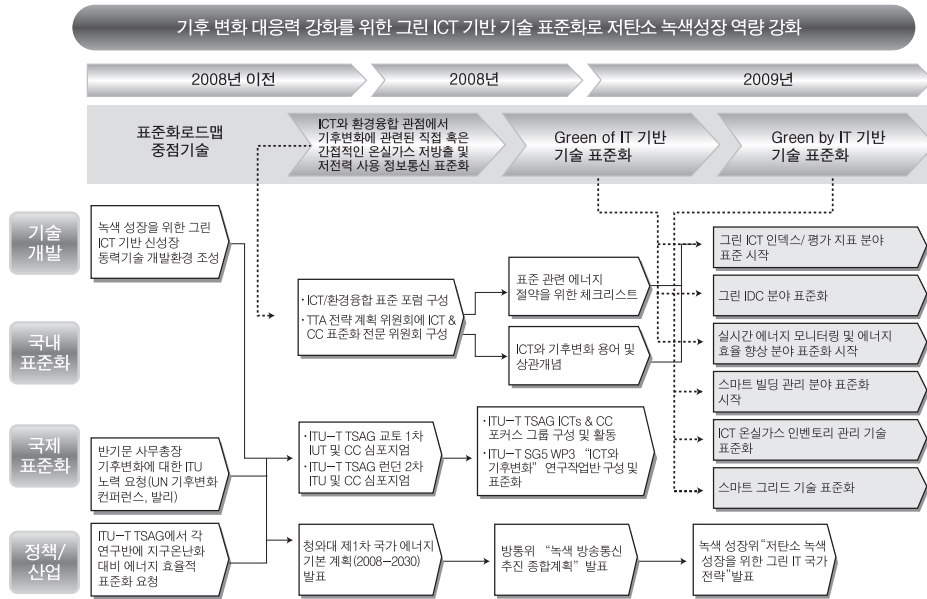 기후 변화 대응력 강화를 위한 그린 ICT 기반 기술 표준화로 저탄소 녹색성장 역량 강화
2008년 이전
2008년
2009년
표준화로드맵
중점기술
ICT와 환경융합 관점에서
기후변화에 관련된 직접 혹은
간접적인 온실가스 저방출 및
저전력 사용 정보통신 표준화
Green of IT 기반
기술 표준화
Green by IT 기반
기술 표준화
기술
개발
녹색 성장을 위한 그린
ICT 기반 신성장
동력기술 개발환경 조성
국내
표준화
· ICT/환경융합 표준 포럼 구성
· TTA 전략 계획 위원회에 ICT &
CC 표준화 전문 위원회 구성
표준 관련 에너지
절약을 위한 체크리스트
ICT와 기후변화 용어 및
상관개념
그린 ICT 인덱스/ 평가 지표 분야
표준 시작
그린 IDC 분야 표준화
실시간 에너지 모니터링 및 에너지
효율 향상 분야 표준화 시작
스마트 빌딩 관리 분야 표준화
시작
ICT 온실가스 인벤토리 관리 기술
표준화
스마트 그리드 기술 표준화
국제
표준화
반기문 사무총장
기후변화에 대한 ITU
노력 요청(UN 기후변화
컨퍼런스, 발리)
· ITU-T TSAG 교토 1차
IUT 및 CC 심포지엄
· ITU-T TSAG 런던 2차
ITU 및 CC 심포지엄
· ITU-T TSAG ICTs & CC
포커스 그룹 구성 및 활동
· ITU-T SG5 WP3 “ICT와
기후변화” 연구작업반 구성 및
표준화
정책/
산업
ITU-T TSAG에서 각
연구반에 지구온난화
대비 에너지 효율적
표준화 요청
청와대 제1차 국가 에너지
기본 계획(2008-2030)
발표
방통위 “녹색 방송통신
추진 종합계획” 발표
녹색 성장위“저탄소 녹색
성장을 위한 그린 IT 국가
전략”발표